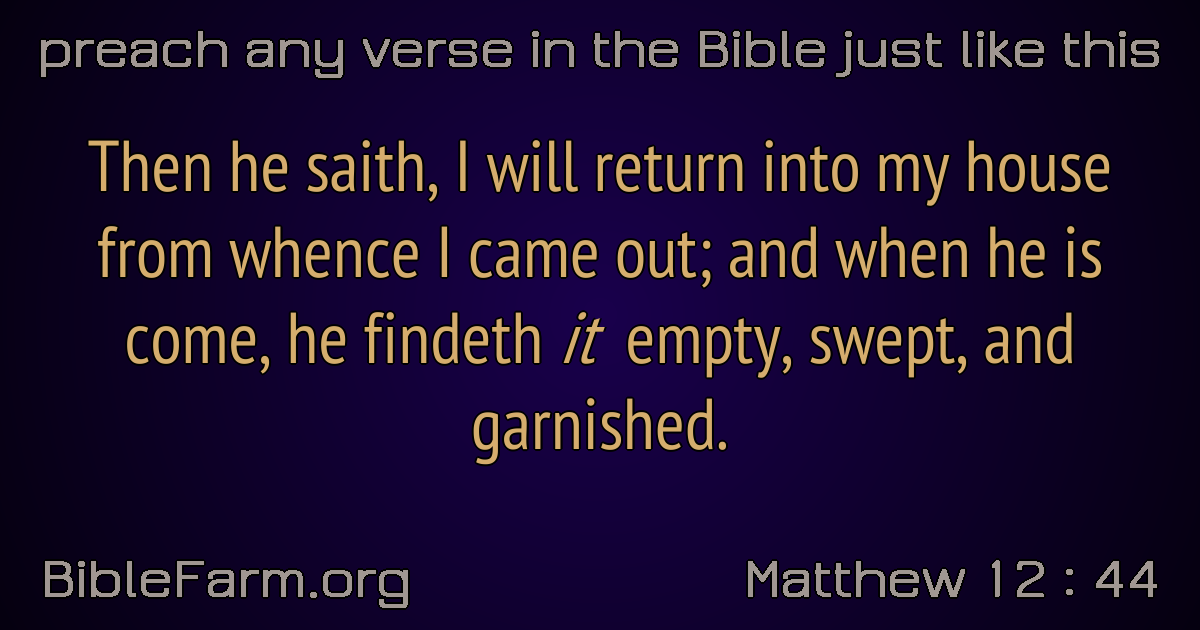 preach any verse in the Bible just like this
Then he saith, I will return into my house
from whence I came out; and when he is
come, he findeth it empty, swept, and
garnished.
BibleFarm.org
Matthew 12 : 44